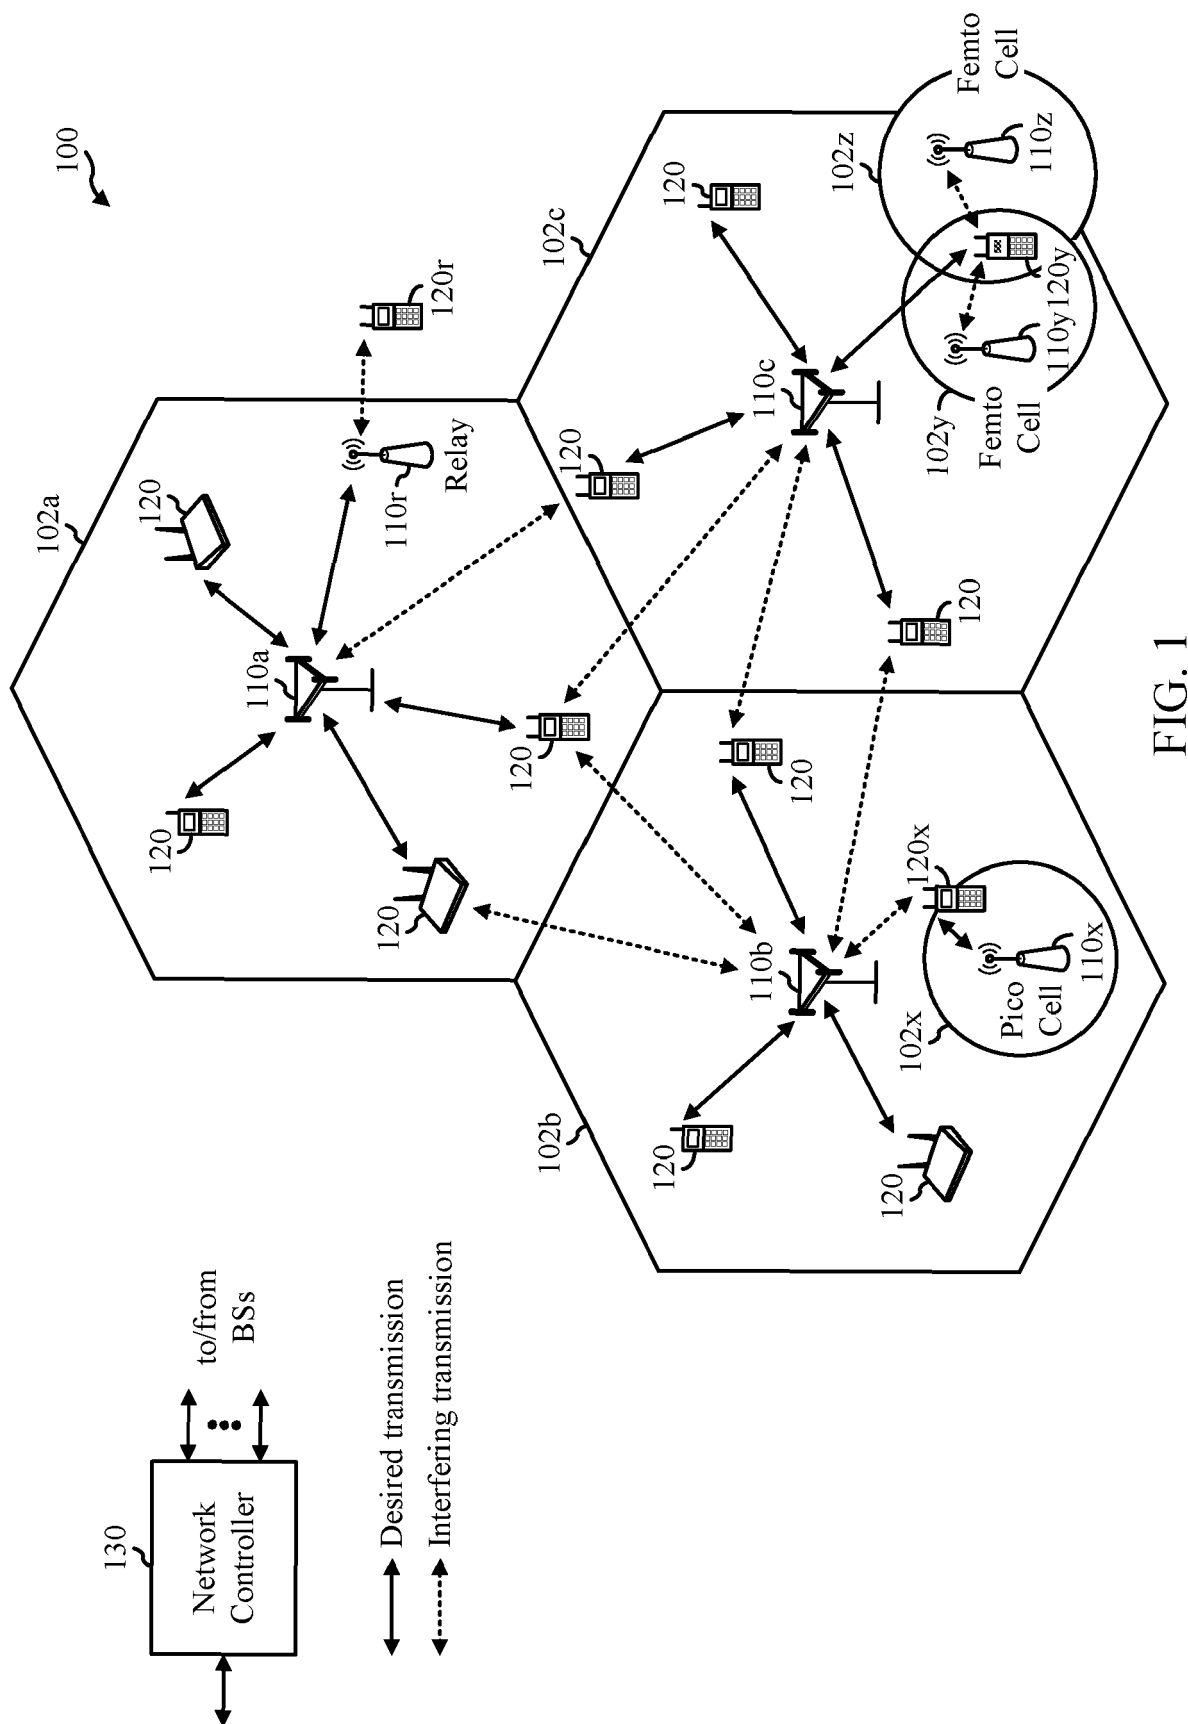 100
130
Network
Controller
to/from
BSs
Desired transmission
Interfering transmission
102a
120
120
110a
120
120
110r
Relay
120r
102b
120
110b
120
120
120
102x
Pico
Cell
110x
120x
102c
120
110c
120
120
102y
Femto
Cell
110y
120y
102z
110z
Femto
Cell
FIG. 1